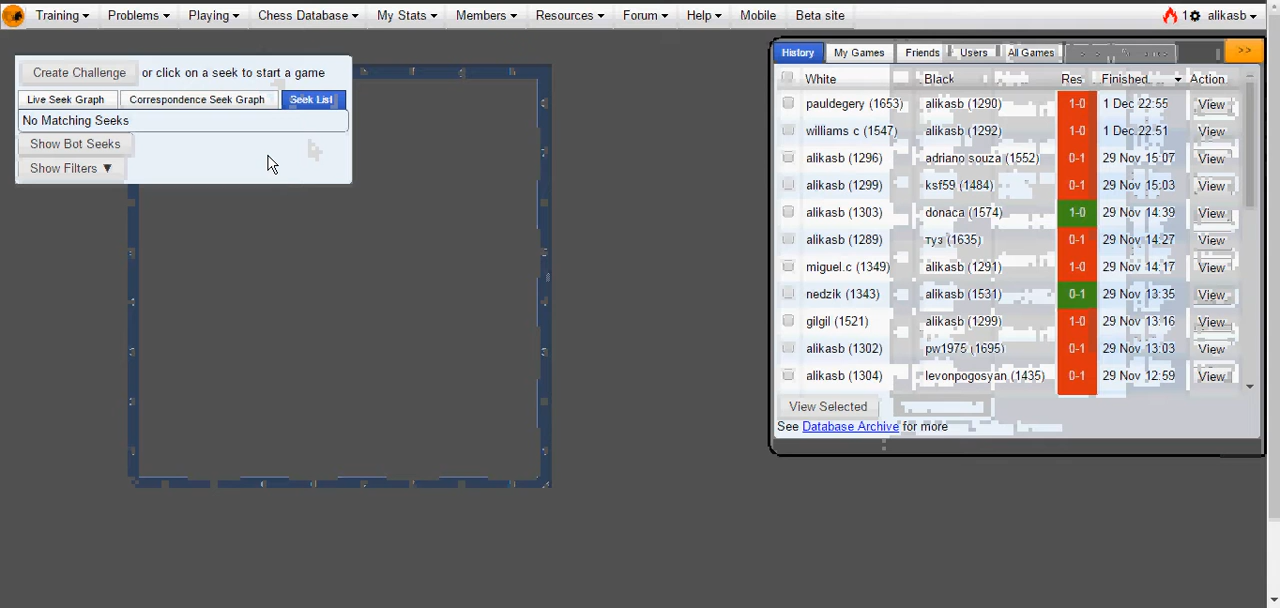 Training Problems Playing Chess Database My Stats Members Resources Forum Help Mobile Beta site 1 alikasb
Create Challenge or click on a seek to start a game
Live Seek Graph Correspondence Seek Graph Seek List
No Matching Seeks
Show Bot Seeks
Show Filters ▼
History My Games Friends Users All Games >>
White Black Res Finished Action
pauldegery (1653) alikasb (1290) 1-0 1 Dec 22:55 View
williams c (1547) alikasb (1292) 1-0 1 Dec 22:51 View
alikasb (1296) adriano souza (1552) 0-1 29 Nov 15:07 View
alikasb (1299) ksf59 (1484) 0-1 29 Nov 15:03 View
alikasb (1303) donaca (1574) 1-0 29 Nov 14:39 View
alikasb (1289) туз (1635) 0-1 29 Nov 14:27 View
miguel.c (1349) alikasb (1291) 1-0 29 Nov 14:17 View
nedzik (1343) alikasb (1531) 0-1 29 Nov 13:35 View
gilgil (1521) alikasb (1299) 1-0 29 Nov 13:16 View
alikasb (1302) pw1975 (1695) 0-1 29 Nov 13:03 View
alikasb (1304) levonpogosyan (1435) 0-1 29 Nov 12:59 View
View Selected
See Database Archive for more